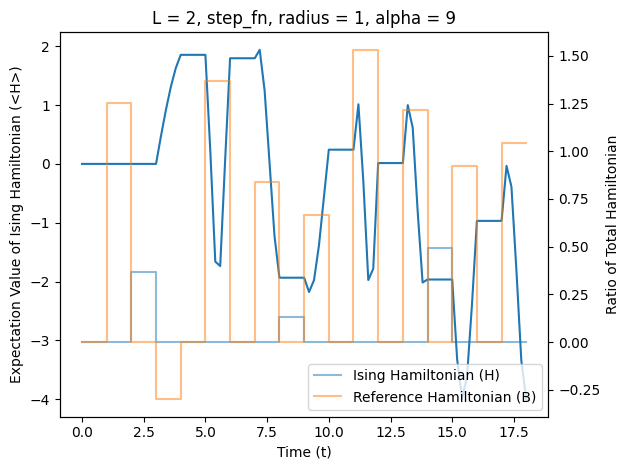 L = 2, step_fn, radius = 1, alpha = 9
Expectation Value of Ising Hamiltonian (<H>)
2
1
0
−1
−2
−3
−4
1.50
1.25
1.00
0.75
0.50
0.25
0.00
−0.25
Ratio of Total Hamiltonian
Ising Hamiltonian (H)
Reference Hamiltonian (B)
0.0 2.5 5.0 7.5 10.0 12.5 15.0 17.5
Time (t)